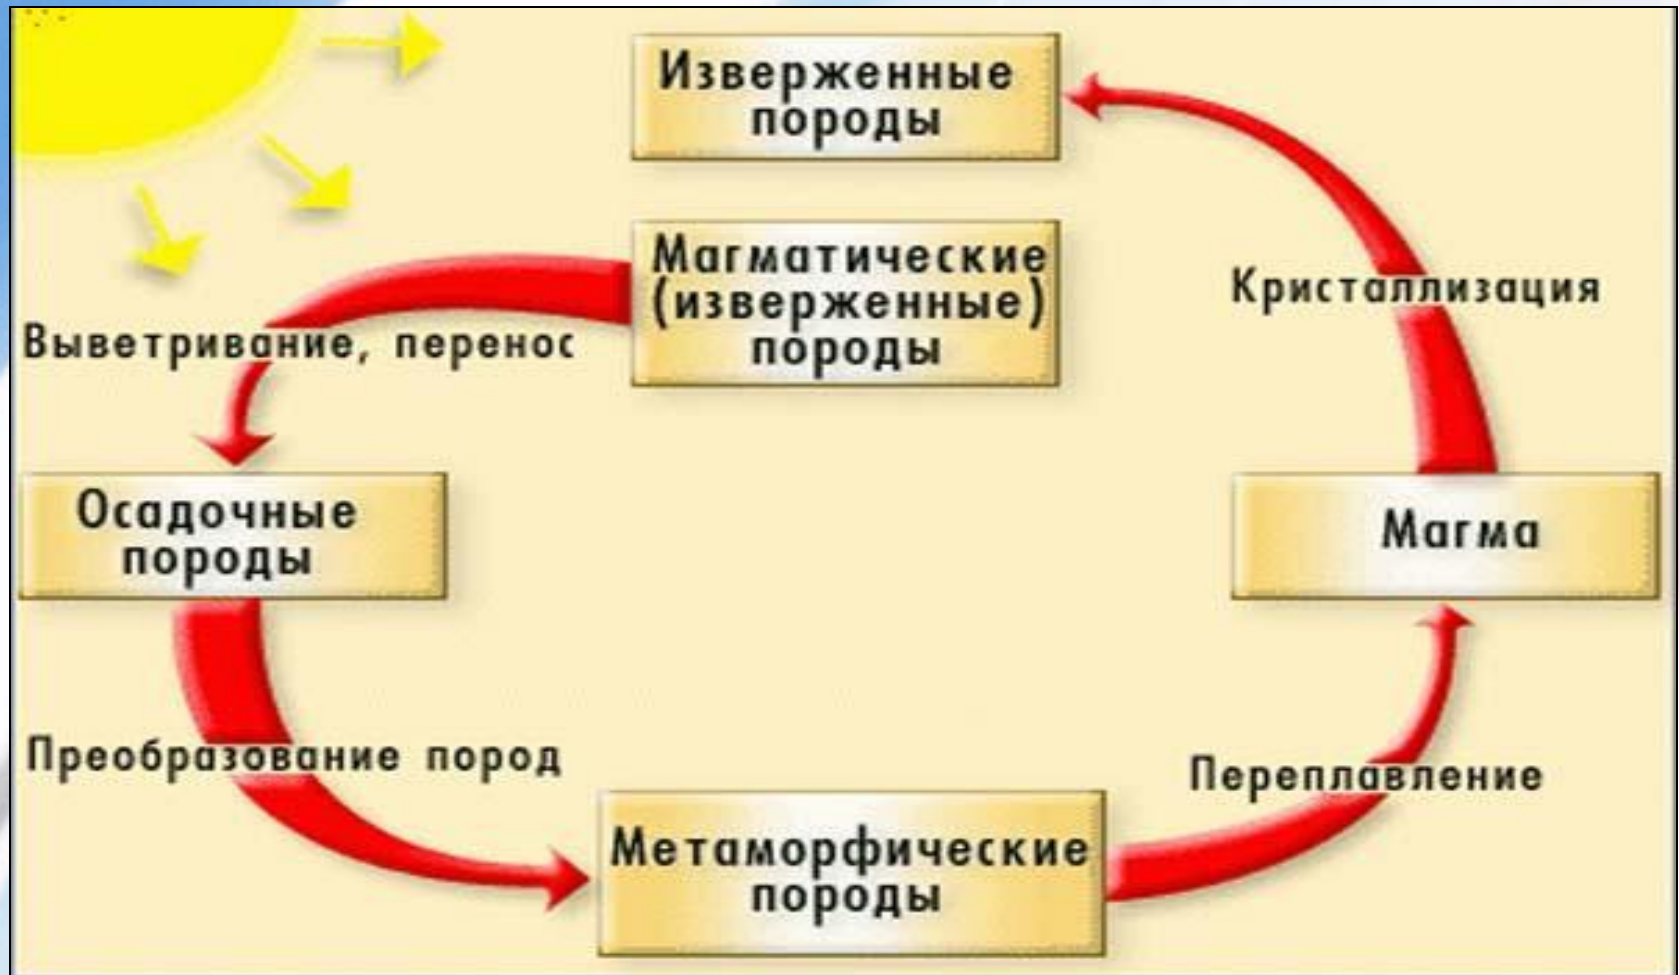 Изверженные
породы
Магматические
(изверженные)
породы
Кристаллизация
Выветривание, перенос
Осадочные
породы
Магма
Преобразование пород
Переплавление
Метаморфические
породы